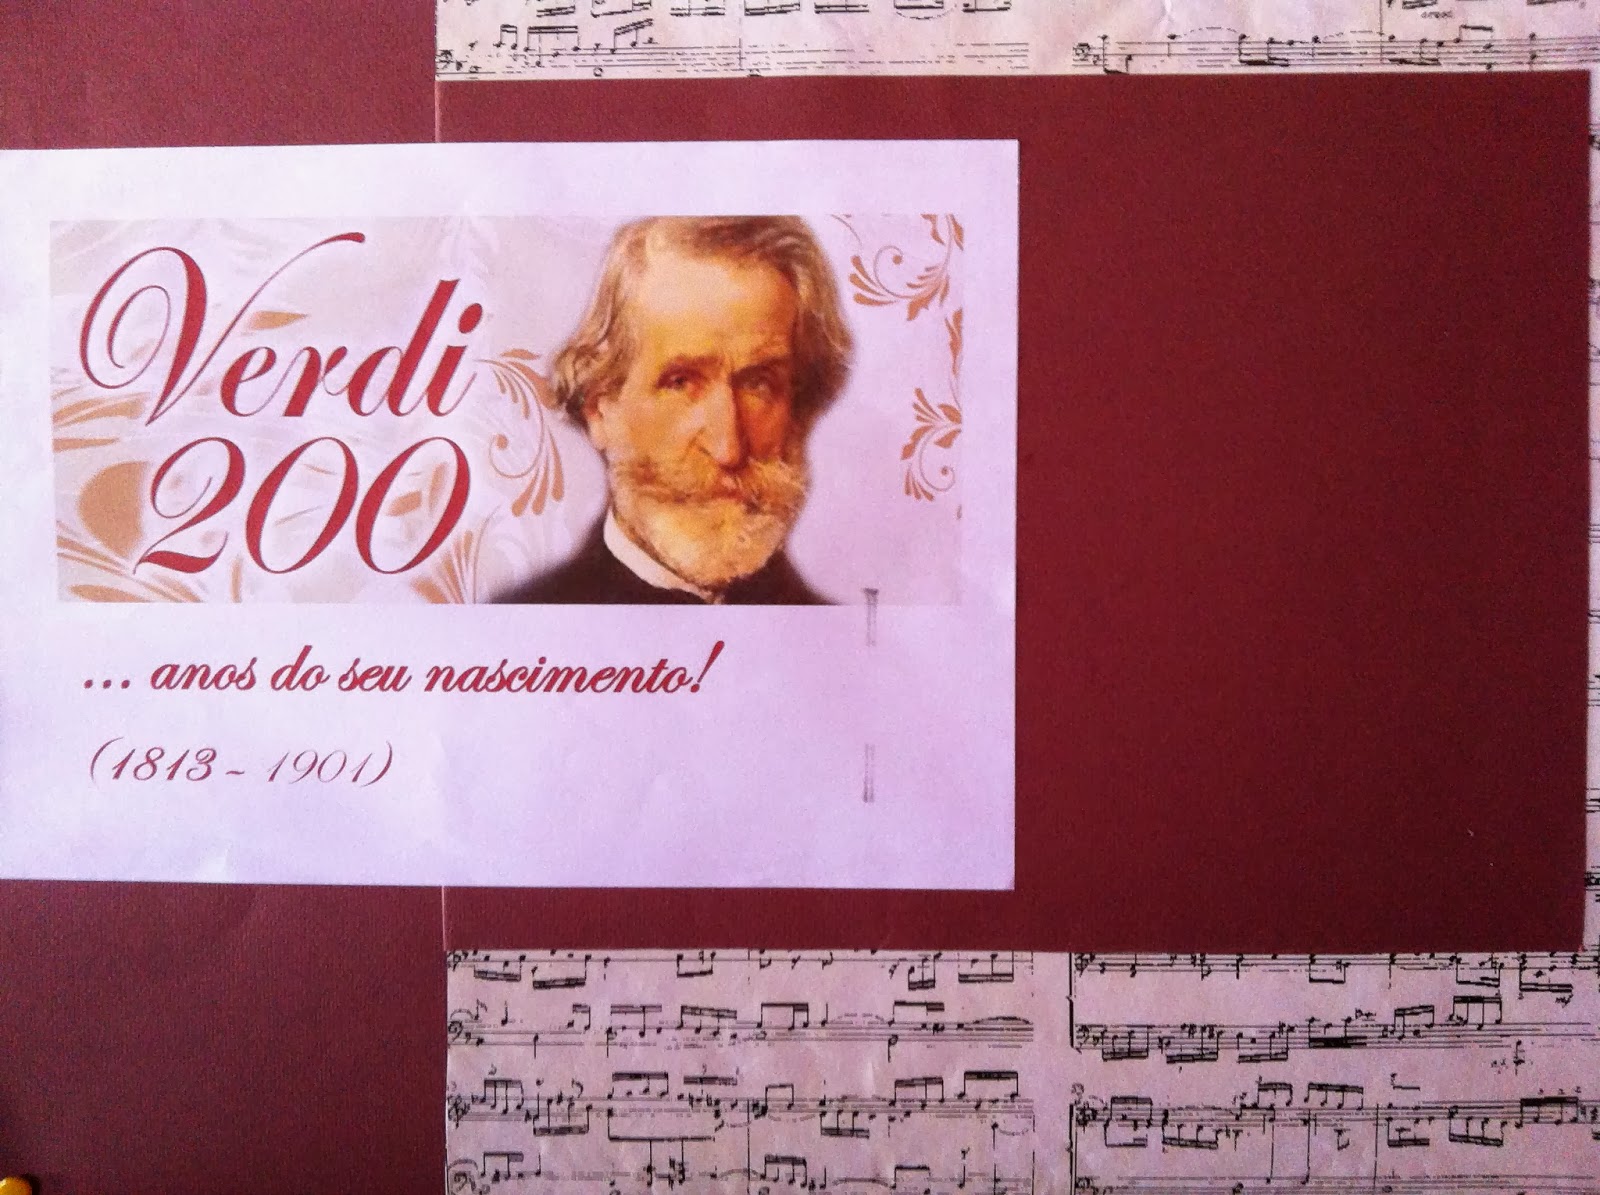 Verdi
200
... anos do seu nascimento!
(1813 - 1901)